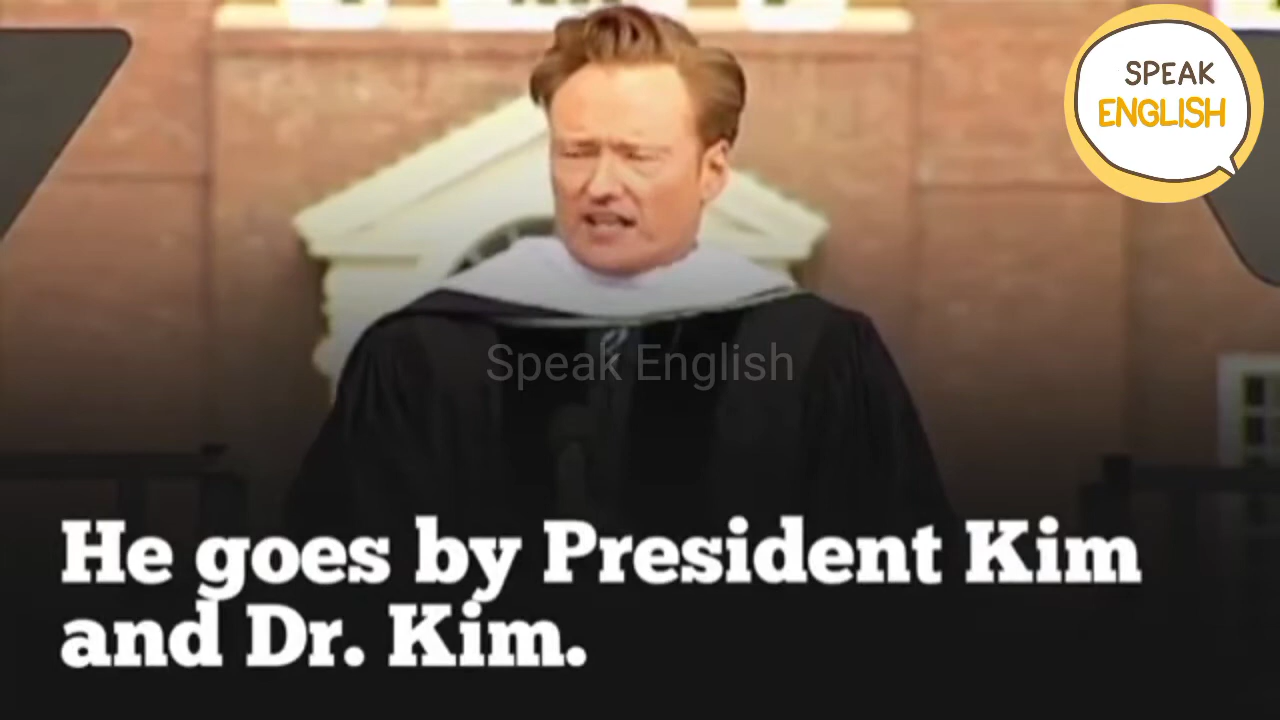 SPEAK
ENGLISH
Speak English
He goes by President Kim
and Dr. Kim.